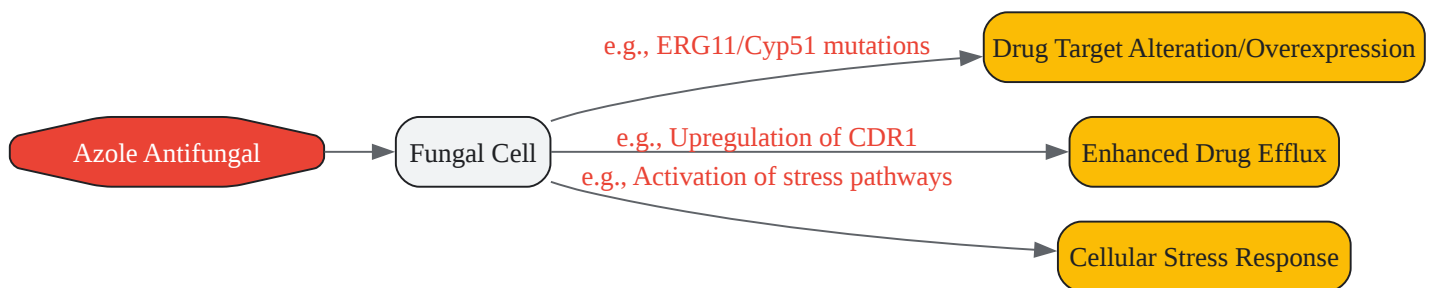 e.g., ERG11/Cyp51 mutations
Drug Target Alteration/Overexpression
Azole Antifungal
Fungal Cell
e.g., Upregulation of CDR1
Enhanced Drug Efflux
e.g., Activation of stress pathways
Cellular Stress Response